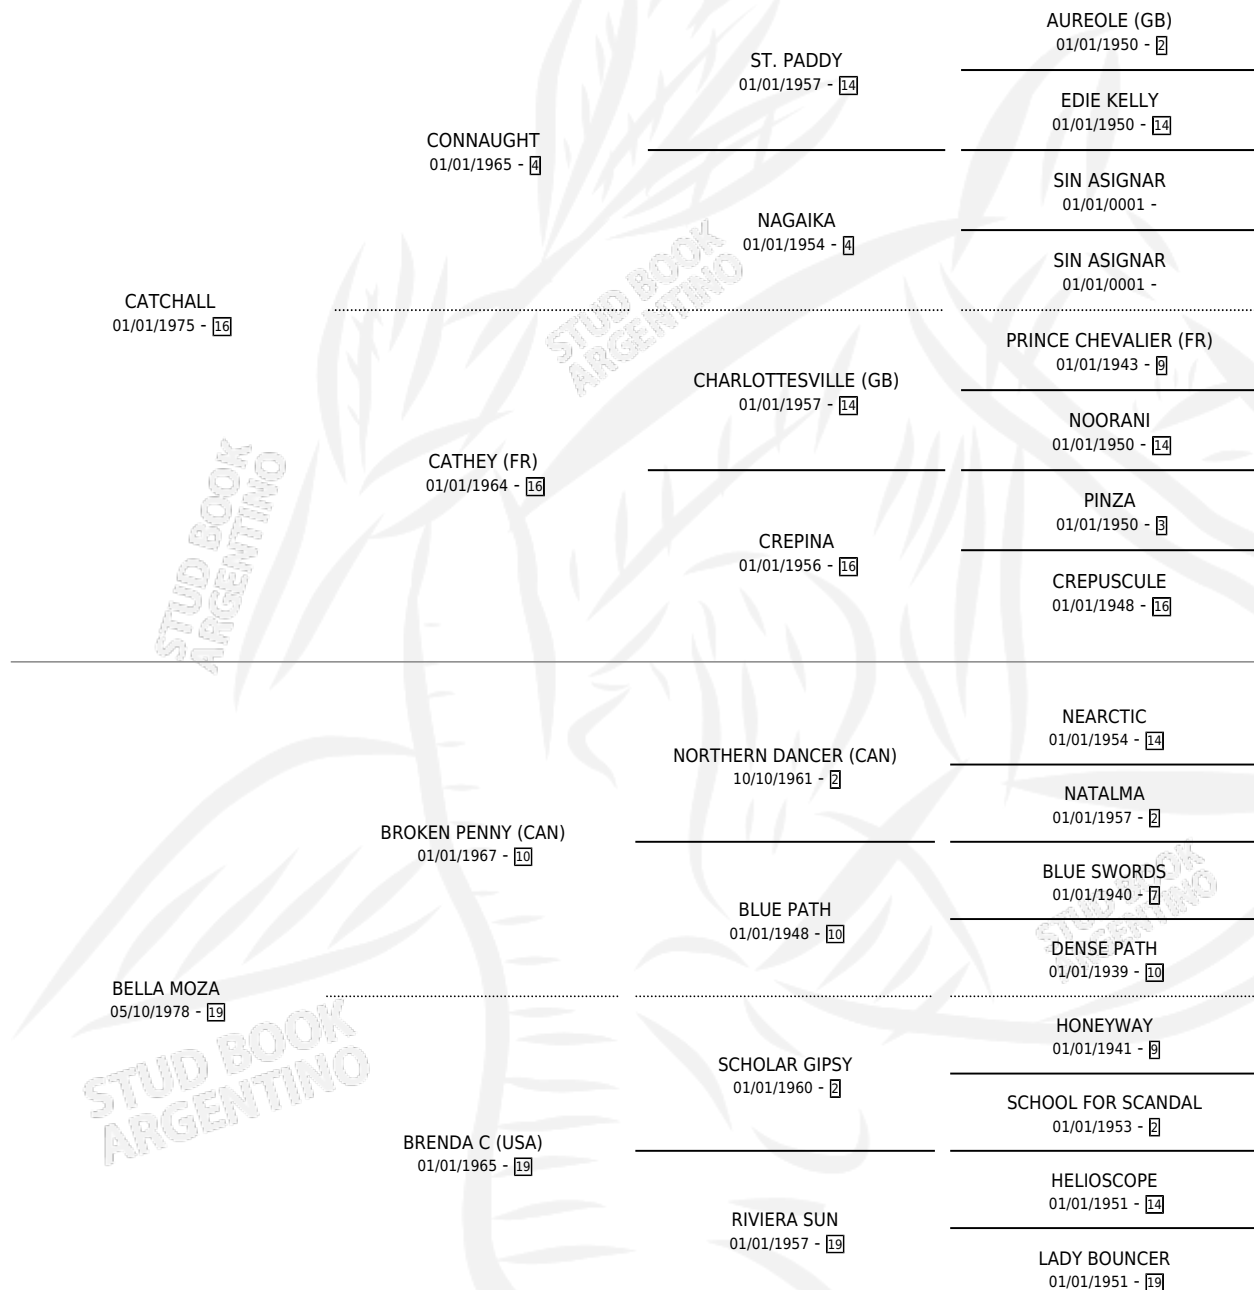 AUREOLE (GB)
01/01/1950 - 2
ST. PADDY
01/01/1957 - 14
EDIE KELLY
01/01/1950 - 14
CONNAUGHT
01/01/1965 - 4
SIN ASIGNAR
01/01/0001 -
NAGAIKA
01/01/1954 - 4
SIN ASIGNAR
01/01/0001 -
CATCHALL
01/01/1975 - 16
PRINCE CHEVALIER (FR)
01/01/1943 - 9
CHARLOTTESVILLE (GB)
01/01/1957 - 14
NOORANI
01/01/1950 - 14
CATHEY (FR)
01/01/1964 - 16
PINZA
01/01/1950 - 3
CREPINA
01/01/1956 - 16
CREPUSCULE
01/01/1948 - 16
NEARCTIC
01/01/1954 - 14
NORTHERN DANCER (CAN)
10/10/1961 - 2
NATALMA
01/01/1957 - 2
BROKEN PENNY (CAN)
01/01/1967 - 10
BLUE SWORDS
01/01/1940 - 7
BLUE PATH
01/01/1948 - 10
DENSE PATH
01/01/1939 - 10
BELLA MOZA
05/10/1978 - 19
HONEYWAY
01/01/1941 - 9
SCHOLAR GIPSY
01/01/1960 - 2
SCHOOL FOR SCANDAL
01/01/1953 - 2
BRENDA C (USA)
01/01/1965 - 19
HELIOSCOPE
01/01/1951 - 14
RIVIERA SUN
01/01/1957 - 19
LADY BOUNCER
01/01/1951 - 19
STUD BOOK
ARGENTINO
STUD BOOK
ARGENTINO
STUD BOOK
ARGENTINO
STUD BOOK
ARGENTINO